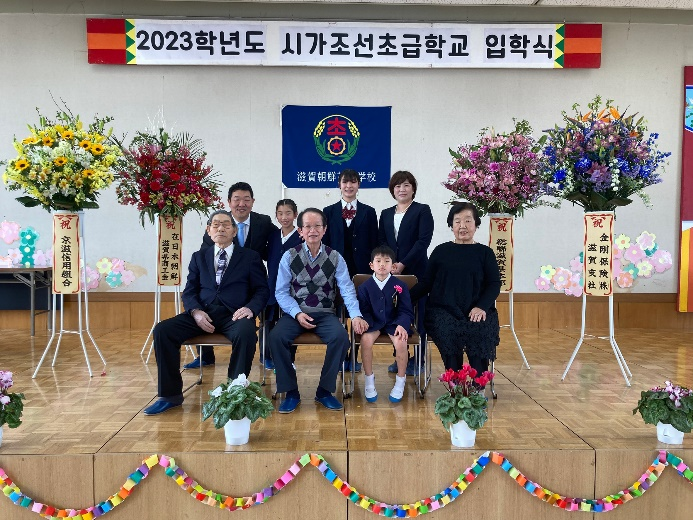 2023학년도 시가조선초급학교 입학식
초
滋賀朝鮮
学校
祝
京滋信用組合
祝
在日本朝鮮
滋賀県商工会
祝
祝
金剛保険㈱
滋賀支社